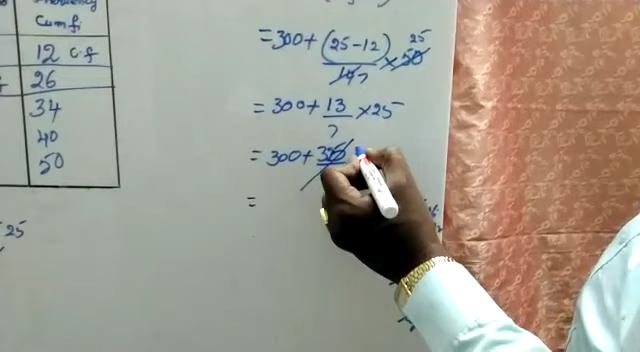 Cum.f.
12 c.f
26
34
40
50
25
= 300 + (25 - 12) × 50 25
14 7
= 300 + 13 × 25
7
= 300 + 325
=